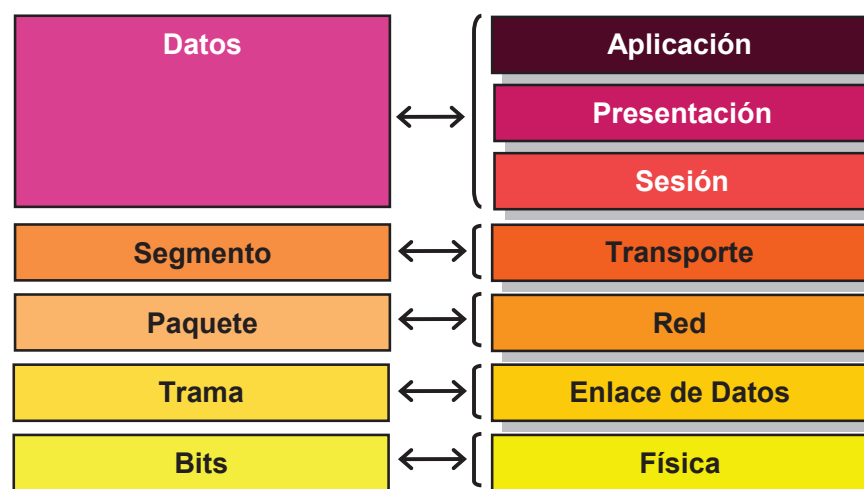 Datos
Aplicación
Presentación
Sesión
Segmento
Transporte
Paquete
Red
Trama
Enlace de Datos
Bits
Física